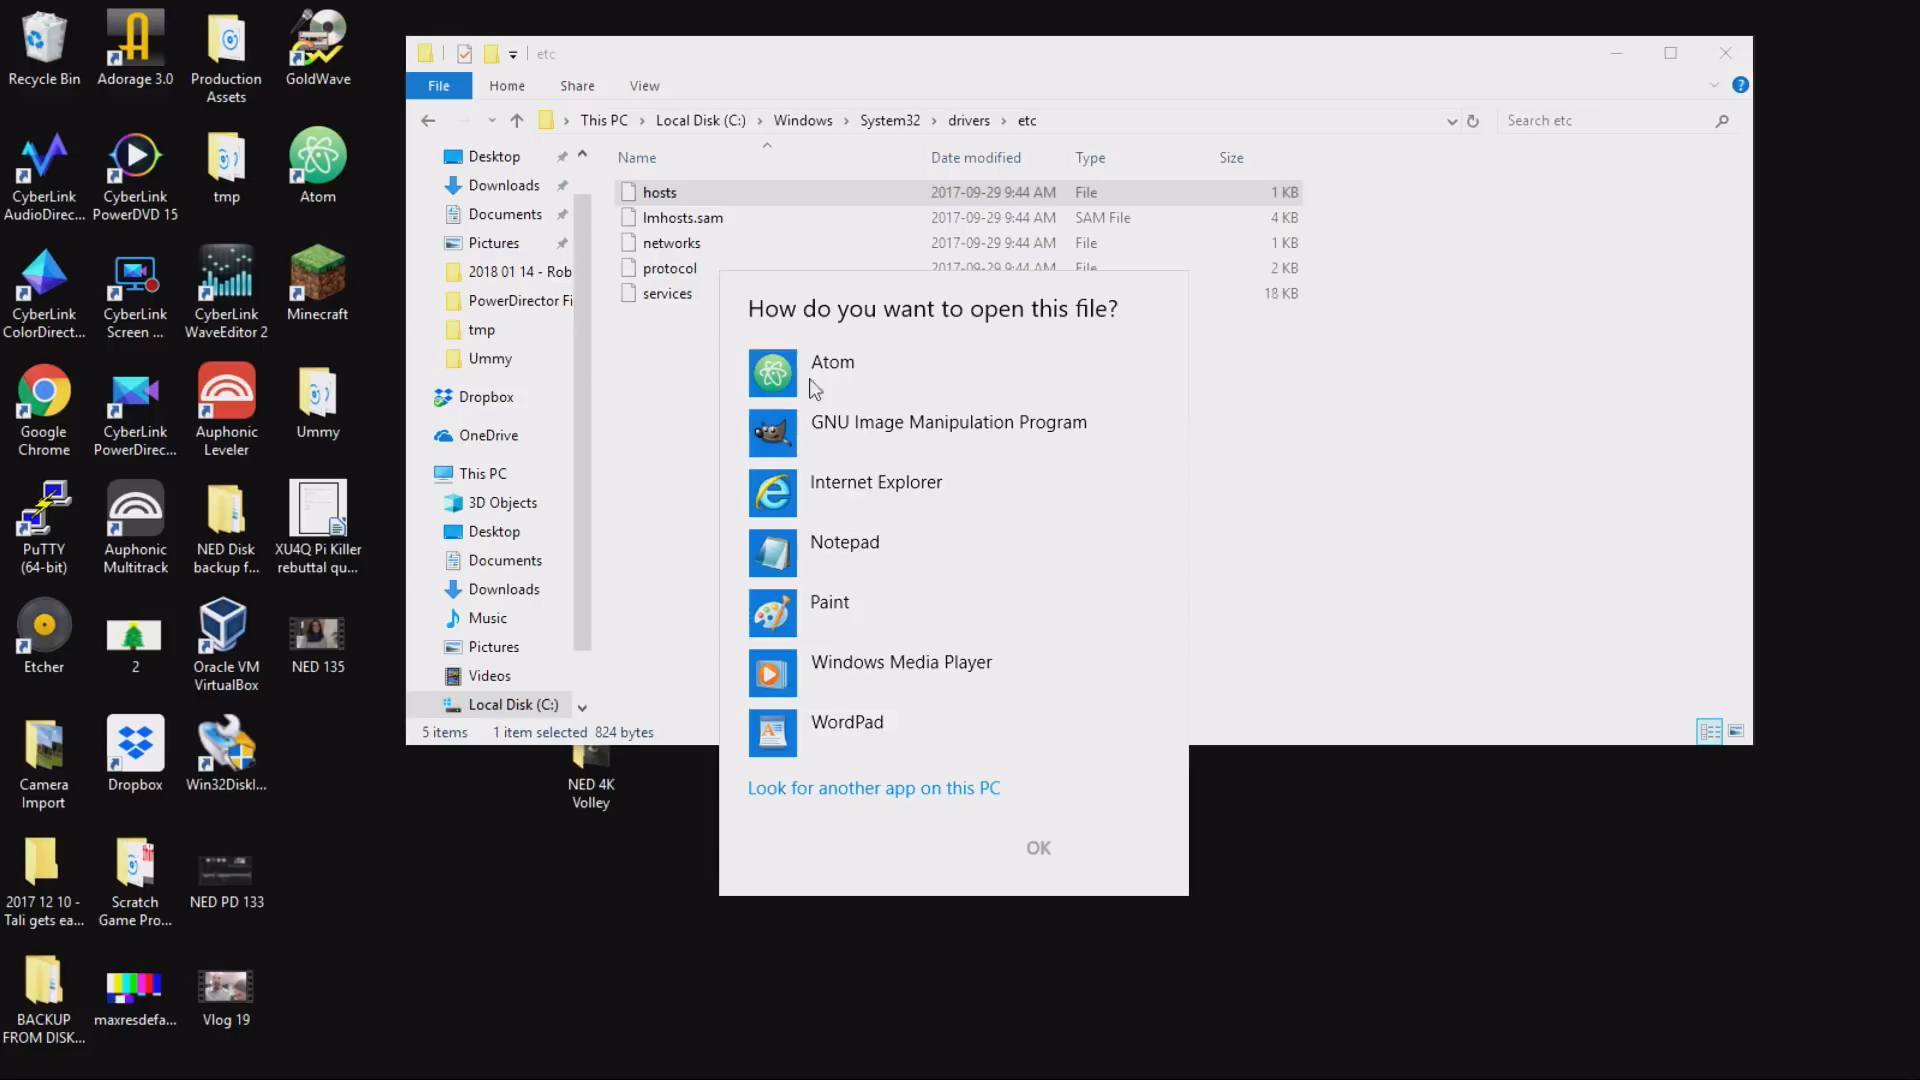 Recycle Bin
Adorage 3.0
Production
Assets
GoldWave
CyberLink
AudioDirec...
CyberLink
PowerDVD 15
tmp
Atom
CyberLink
ColorDirect...
CyberLink
Screen ...
CyberLink
WaveEditor 2
Minecraft
Google
Chrome
CyberLink
PowerDirec...
Auphonic
Leveler
Ummy
PuTTY
(64-bit)
Auphonic
Multitrack
NED Disk
backup f...
XU4Q Pi Killer
rebuttal qu...
Etcher
2
Oracle VM
VirtualBox
NED 135
Camera
Import
Dropbox
Win32DiskI...
NED 4K
Volley
2017 12 10 -
Tali gets ea...
Scratch
Game Pro...
NED PD 133
BACKUP
FROM DISK...
maxresdefa...
Vlog 19
etc
File Home Share View
This PC > Local Disk (C:) > Windows > System32 > drivers > etc
Search etc
Desktop
Downloads
Documents
Pictures
2018 01 14 - Rob
PowerDirector Fi
tmp
Ummy
Dropbox
OneDrive
This PC
3D Objects
Desktop
Documents
Downloads
Music
Pictures
Videos
Local Disk (C:)
Name Date modified Type Size
hosts 2017-09-29 9:44 AM File 1 KB
lmhosts.sam 2017-09-29 9:44 AM SAM File 4 KB
networks 2017-09-29 9:44 AM File 1 KB
protocol 2017-09-29 9:44 AM File 2 KB
services 18 KB
5 items 1 item selected 824 bytes
How do you want to open this file?
Atom
GNU Image Manipulation Program
Internet Explorer
Notepad
Paint
Windows Media Player
WordPad
Look for another app on this PC
OK